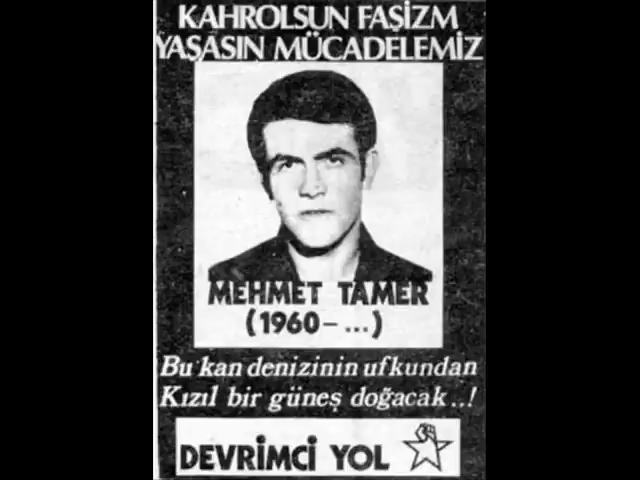 KAHROLSUN FAŞİZM
YAŞASIN MÜCADELEMİZ
MEHMET TAMER
(1960- ...)
Bu kan denizinin ufkundan
Kızıl bir güneş doğacak ..!
DEVRİMCİ YOL